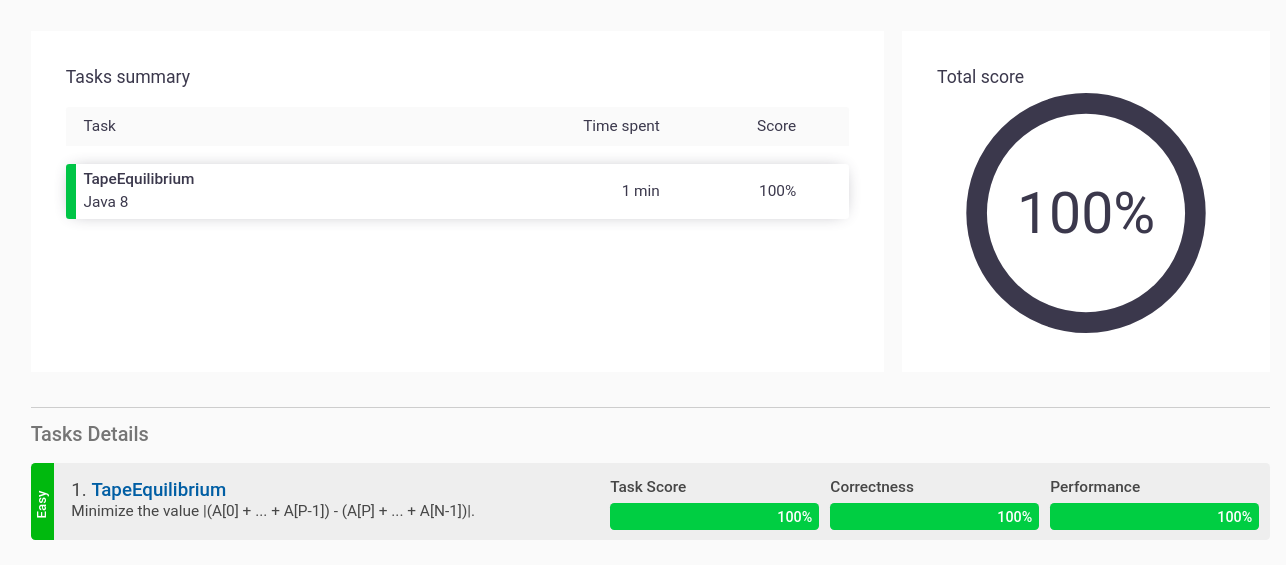 Tasks summary
Task Time spent Score
TapeEquilibrium
Java 8
1 min 100%
Total score
100%
Tasks Details
Easy
1. TapeEquilibrium
Minimize the value |(A[0] + ... + A[P-1]) - (A[P] + ... + A[N-1])|.
Task Score
100%
Correctness
100%
Performance
100%